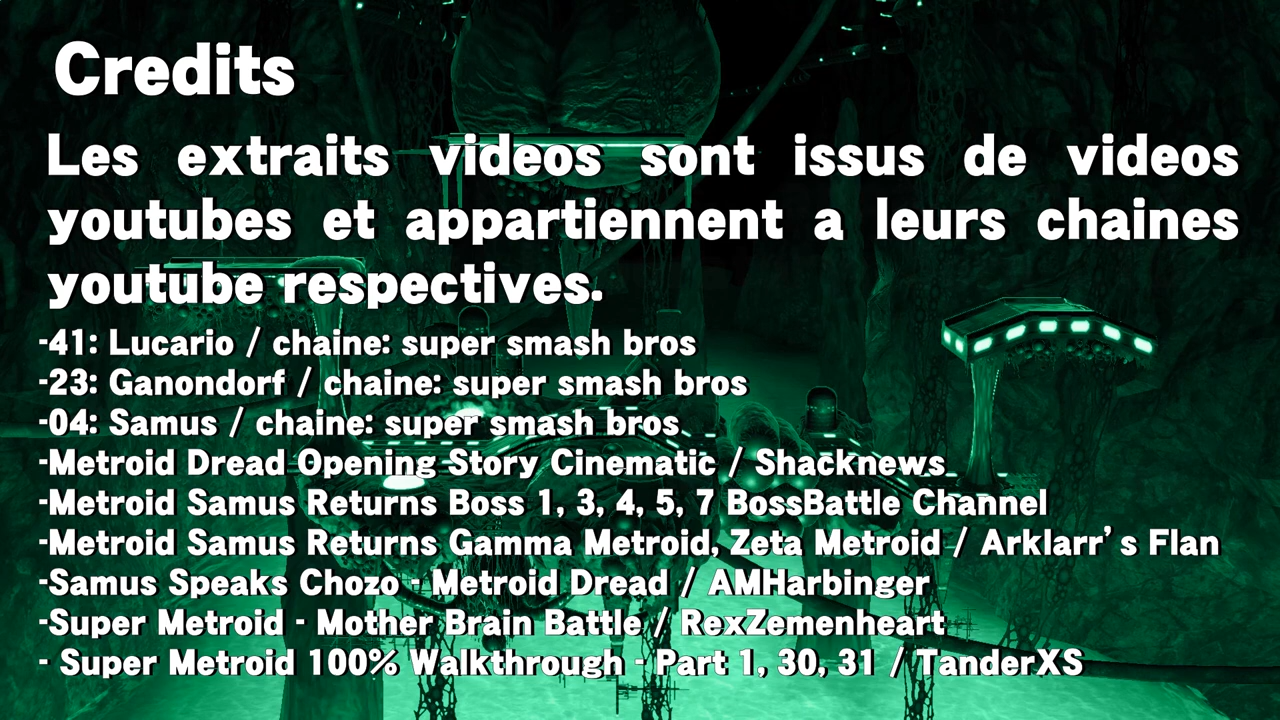 Credits
Les extraits videos sont issus de videos
youtubes et appartiennent a leurs chaines
youtube respectives.
-41: Lucario / chaine: super smash bros
-23: Ganondorf / chaine: super smash bros
-04: Samus / chaine: super smash bros
-Metroid Dread Opening Story Cinematic / Shacknews
-Metroid Samus Returns Boss 1, 3, 4, 5, 7 BossBattle Channel
-Metroid Samus Returns Gamma Metroid, Zeta Metroid / Arklarr’s Flan
-Samus Speaks Chozo - Metroid Dread / AMHarbinger
-Super Metroid - Mother Brain Battle / RexZemenheart
- Super Metroid 100% Walkthrough - Part 1, 30, 31 / TanderXS